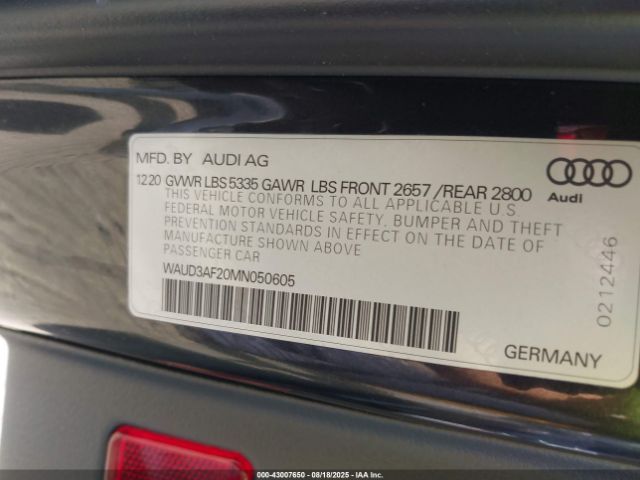 MFD. BY AUDI AG
12.20 GVWR LBS 5335 GAWR LBS FRONT 2657 /REAR 2800
THIS VEHICLE CONFORMS TO ALL APPLICABLE U.S.
FEDERAL MOTOR VEHICLE SAFETY, BUMPER AND THEFT
PREVENTION STANDARDS IN EFFECT ON THE DATE OF
MANUFACTURE SHOWN ABOVE
PASSENGER CAR
WAUD3AF20MN050605
Audi
0212446
GERMANY
000-43007650 - 08/18/2025 - IAAI.COM